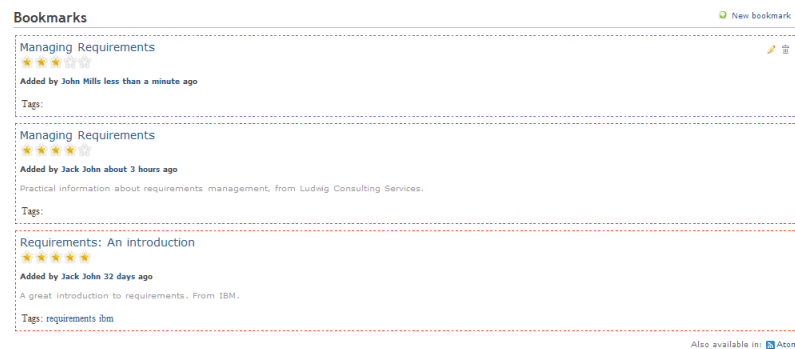 Bookmarks
New bookmark
Managing Requirements
Added by John Mills less than a minute ago
Tags:
Managing Requirements
Added by Jack John about 3 hours ago
Practical information about requirements management, from Ludwig Consulting Services.
Tags:
Requirements: An introduction
Added by Jack John 32 days ago
A great introduction to requirements. From IBM.
Tags: requirements ibm
Also available in: Atom